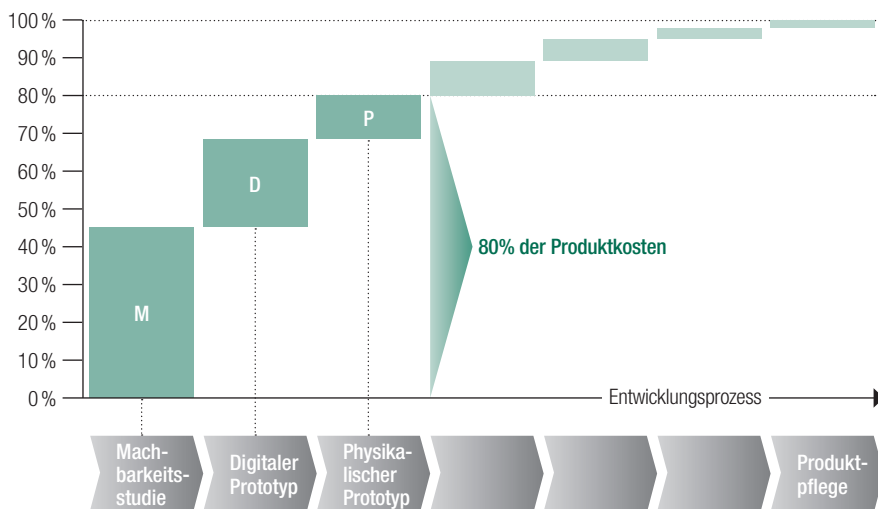 100 %
90 %
80 %
70 %
60 %
50 %
40 %
30 %
20 %
10 %
0 %
P
D
M
80% der Produktkosten
Entwicklungsprozess
Mach-
barkeits-
studie
Digitaler
Prototyp
Physika-
lischer
Prototyp
Produkt-
pflege